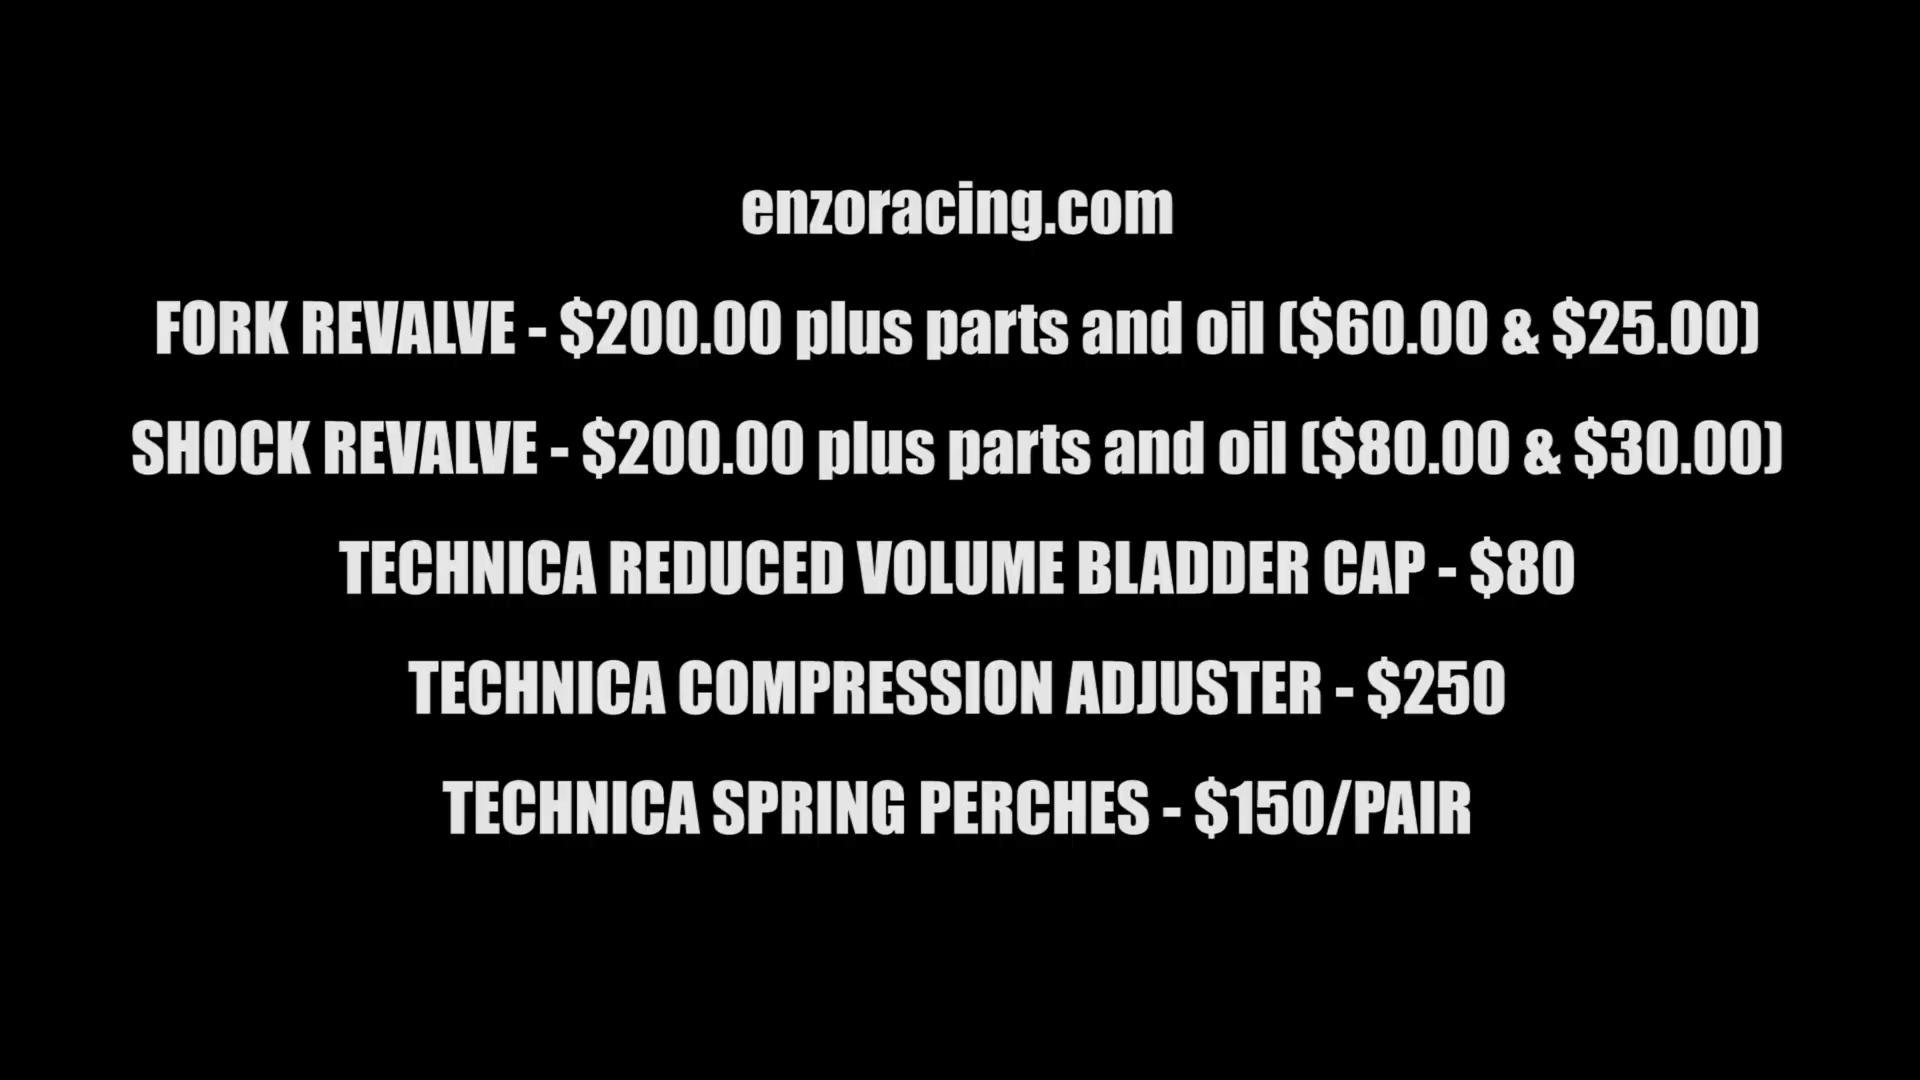 enzoracing.com
FORK REVALVE - $200.00 plus parts and oil ($60.00 & $25.00)
SHOCK REVALVE - $200.00 plus parts and oil ($80.00 & $30.00)
TECHNICA REDUCED VOLUME BLADDER CAP - $80
TECHNICA COMPRESSION ADJUSTER - $250
TECHNICA SPRING PERCHES - $150/PAIR